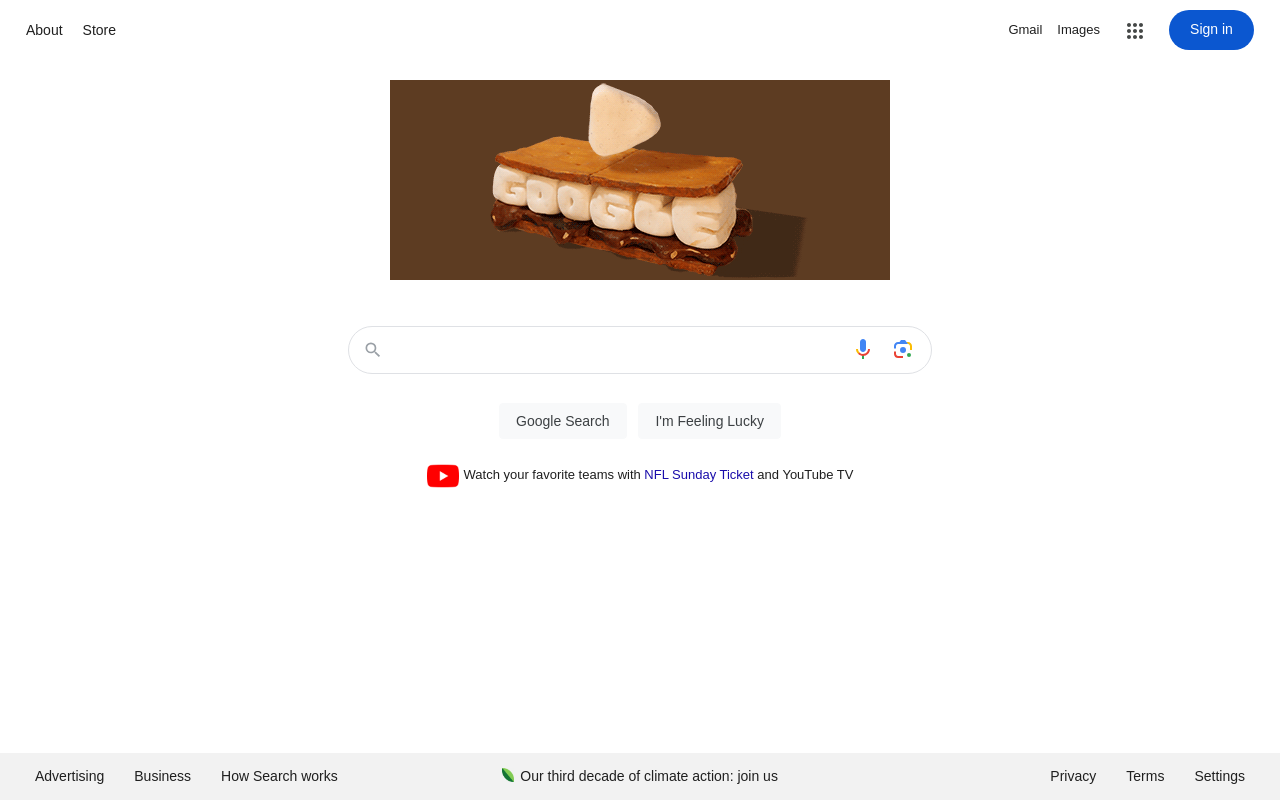 About Store Gmail Images Sign in
GOOGLE
Google Search I'm Feeling Lucky
Watch your favorite teams with NFL Sunday Ticket and YouTube TV
Advertising Business How Search works Our third decade of climate action: join us Privacy Terms Settings